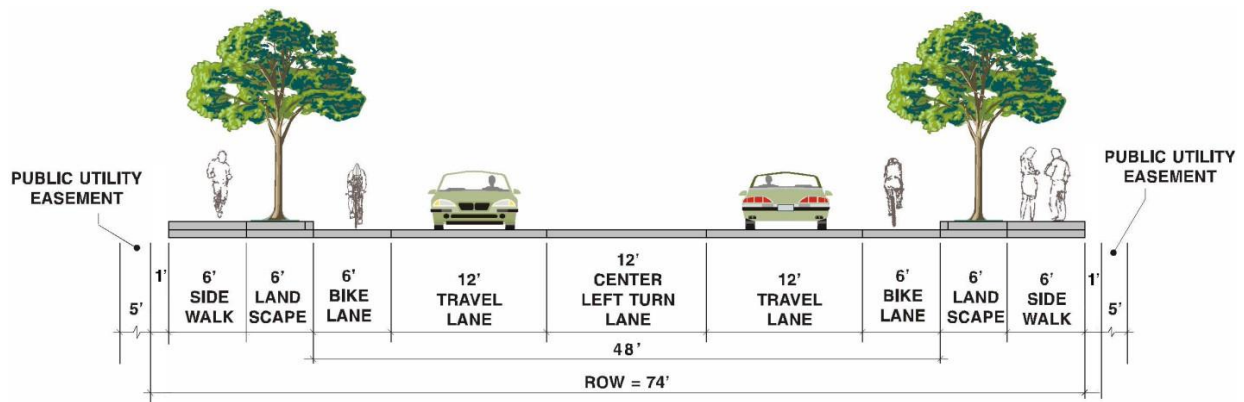 PUBLIC UTILITY
EASEMENT
PUBLIC UTILITY
EASEMENT
5'
1'
6'
SIDE
WALK
6'
LAND
SCAPE
6'
BIKE
LANE
12'
TRAVEL
LANE
12'
CENTER
LEFT TURN
LANE
12'
TRAVEL
LANE
6'
BIKE
LANE
6'
LAND
SCAPE
6'
SIDE
WALK
1'
5'
48'
ROW = 74'